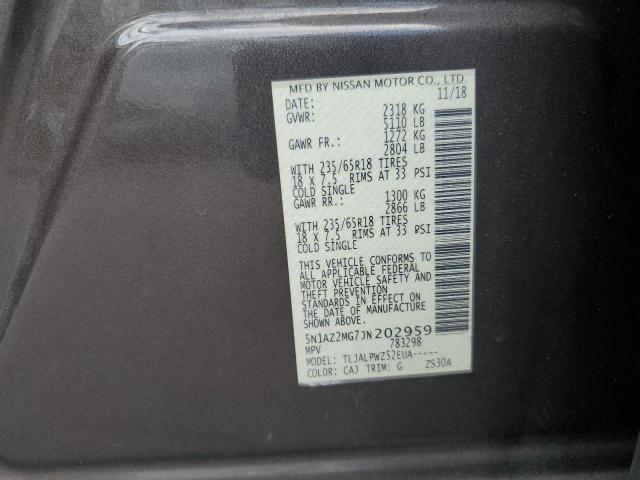 MFD BY NISSAN MOTOR CO., LTD.
DATE: 11/18
GVWR: 2318 KG
5110 LB
GAWR FR.: 1272 KG
2804 LB
WITH 235/65R18 TIRES
18 X 7.5 RIMS AT 33 PSI
COLD SINGLE
GAWR RR.: 1300 KG
2866 LB
WITH 235/65R18 TIRES
18 X 7.5 RIMS AT 33 PSI
COLD SINGLE
THIS VEHICLE CONFORMS TO
ALL APPLICABLE FEDERAL
MOTOR VEHICLE SAFETY AND
THEFT PREVENTION
STANDARDS IN EFFECT ON
THE DATE OF MANUFACTURE
SHOWN ABOVE.
5N1AZ2MG7JN202959
MPV 783298
MODEL: TLJALPWZ52EUA-----
COLOR: CAJ TRIM: G ZS30A